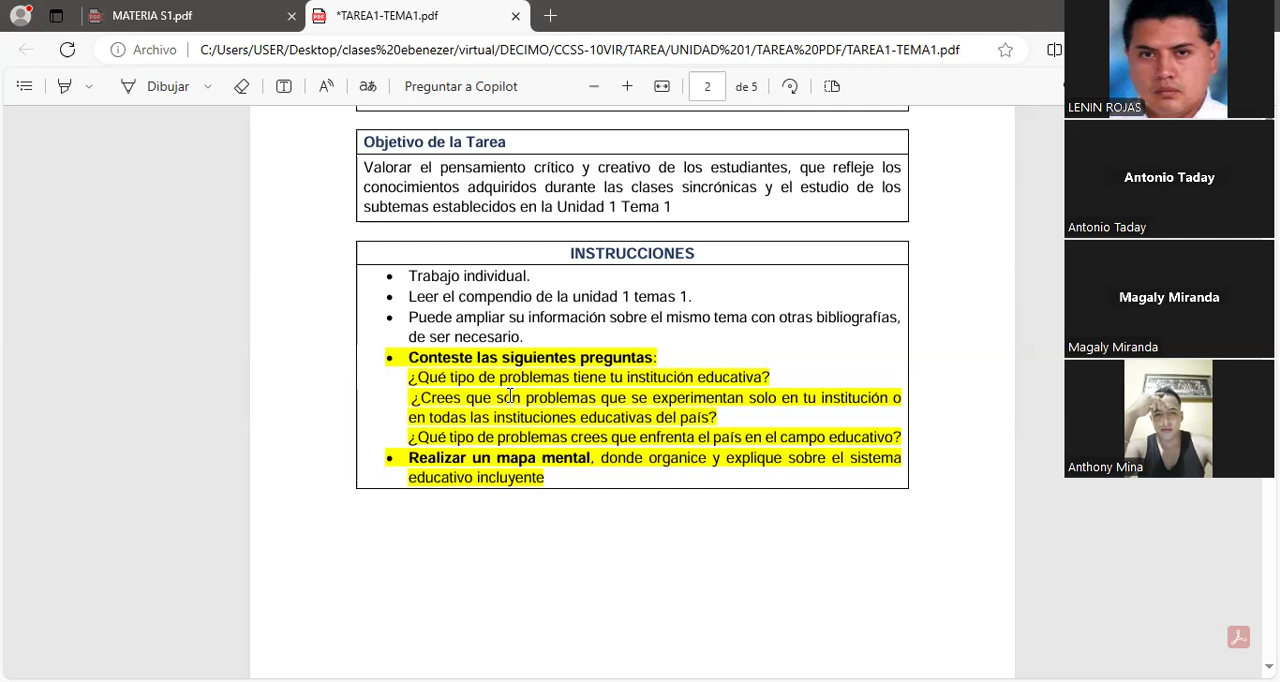 MATERIA S1.pdf
*TAREA1-TEMA1.pdf
Archivo
C:/Users/USER/Desktop/clases%20ebenezer/virtual/DECIMO/CCSS-10VIR/TAREA/UNIDAD%201/TAREA%20PDF/TAREA1-TEMA1.pdf
Dibujar
Preguntar a Copilot
2
de 5
Objetivo de la Tarea
Valorar el pensamiento crítico y creativo de los estudiantes, que refleje los
conocimientos adquiridos durante las clases sincrónicas y el estudio de los
subtemas establecidos en la Unidad 1 Tema 1
INSTRUCCIONES
• Trabajo individual.
• Leer el compendio de la unidad 1 temas 1.
• Puede ampliar su información sobre el mismo tema con otras bibliografías,
de ser necesario.
• Conteste las siguientes preguntas:
¿Qué tipo de problemas tiene tu institución educativa?
¿Crees que son problemas que se experimentan solo en tu institución o
en todas las instituciones educativas del país?
¿Qué tipo de problemas crees que enfrenta el país en el campo educativo?
• Realizar un mapa mental, donde organice y explique sobre el sistema
educativo incluyente
LENIN ROJAS
Antonio Taday
Antonio Taday
Magaly Miranda
Magaly Miranda
Anthony Mina